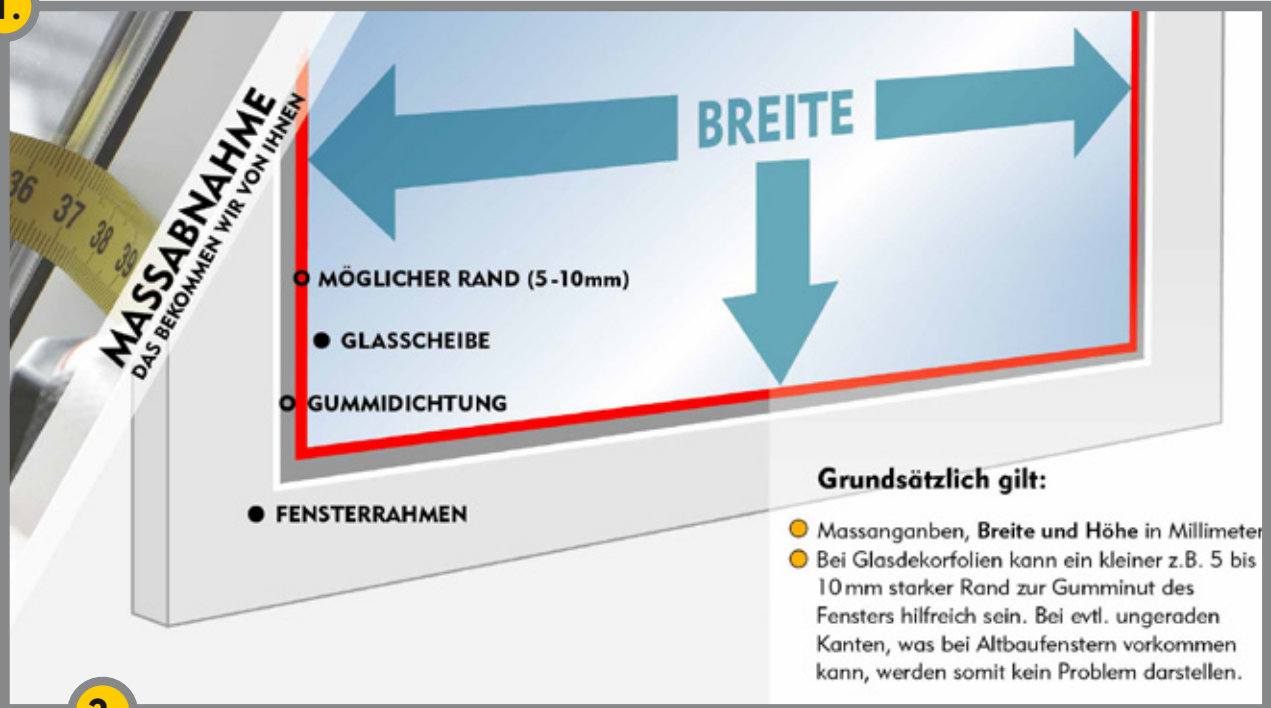 1.
36 37 38 39
MASSABNAHME
DAS BEKOMMEN WIR VON IHNEN
BREITE
MÖGLICHER RAND (5-10mm)
GLASSCHEIBE
GUMMIDICHTUNG
FENSTERRAHMEN
Grundsätzlich gilt:
Massanganben, Breite und Höhe in Millimeter
Bei Glasdekorfolien kann ein kleiner z.B. 5 bis
10 mm starker Rand zur Gumminut des
Fensters hilfreich sein. Bei evtl. ungeraden
Kanten, was bei Altbaufenstern vorkommen
kann, werden somit kein Problem darstellen.